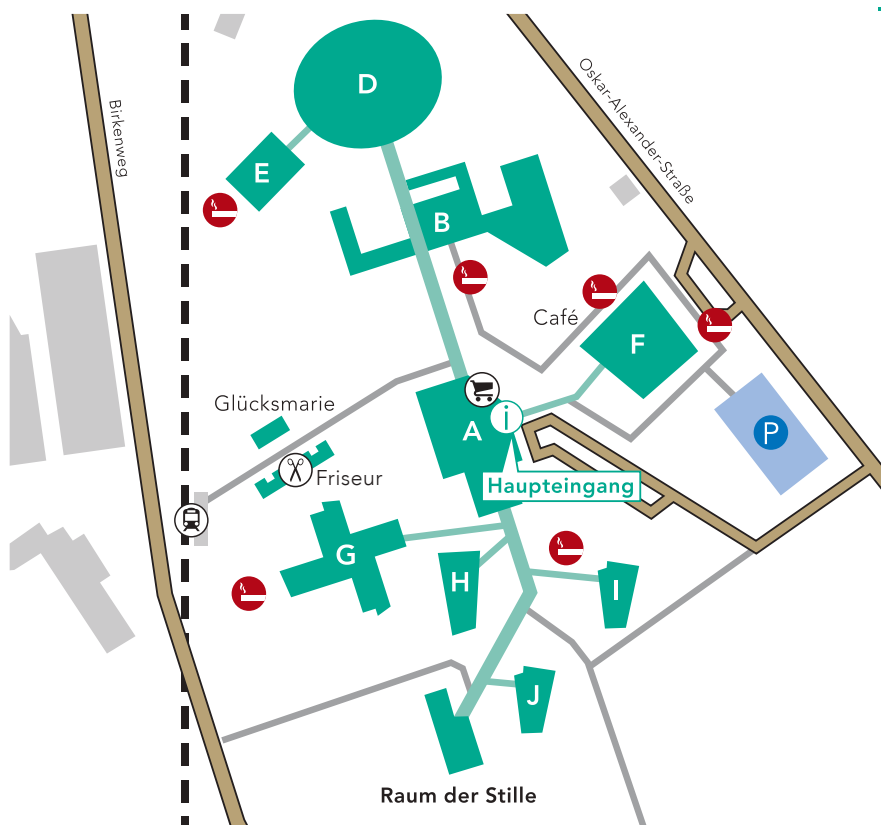 D
Oskar-Alexander-Straße
Birkenweg
E
B
Café
F
Glücksmarie
A
i
P
Friseur
Haupteingang
G
H
I
J
Raum der Stille